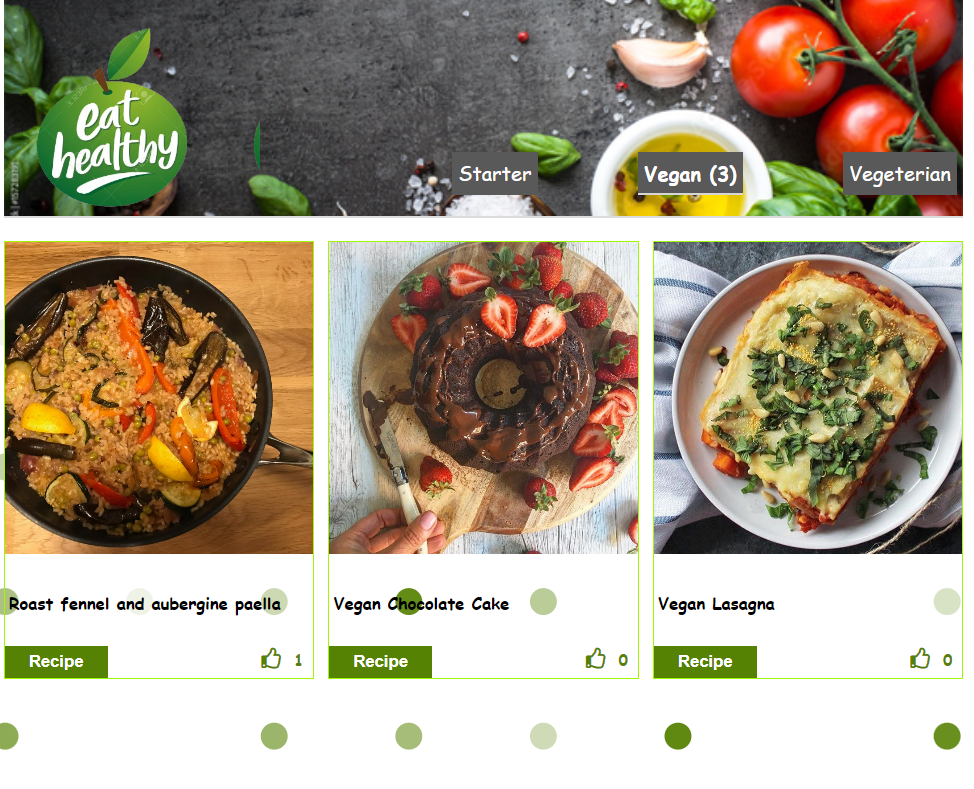 eat
healthy
Starter
Vegan (3)
Vegeterian
Roast fennel and aubergine paella
Vegan Chocolate Cake
Vegan Lasagna
Recipe
1
Recipe
0
Recipe
0